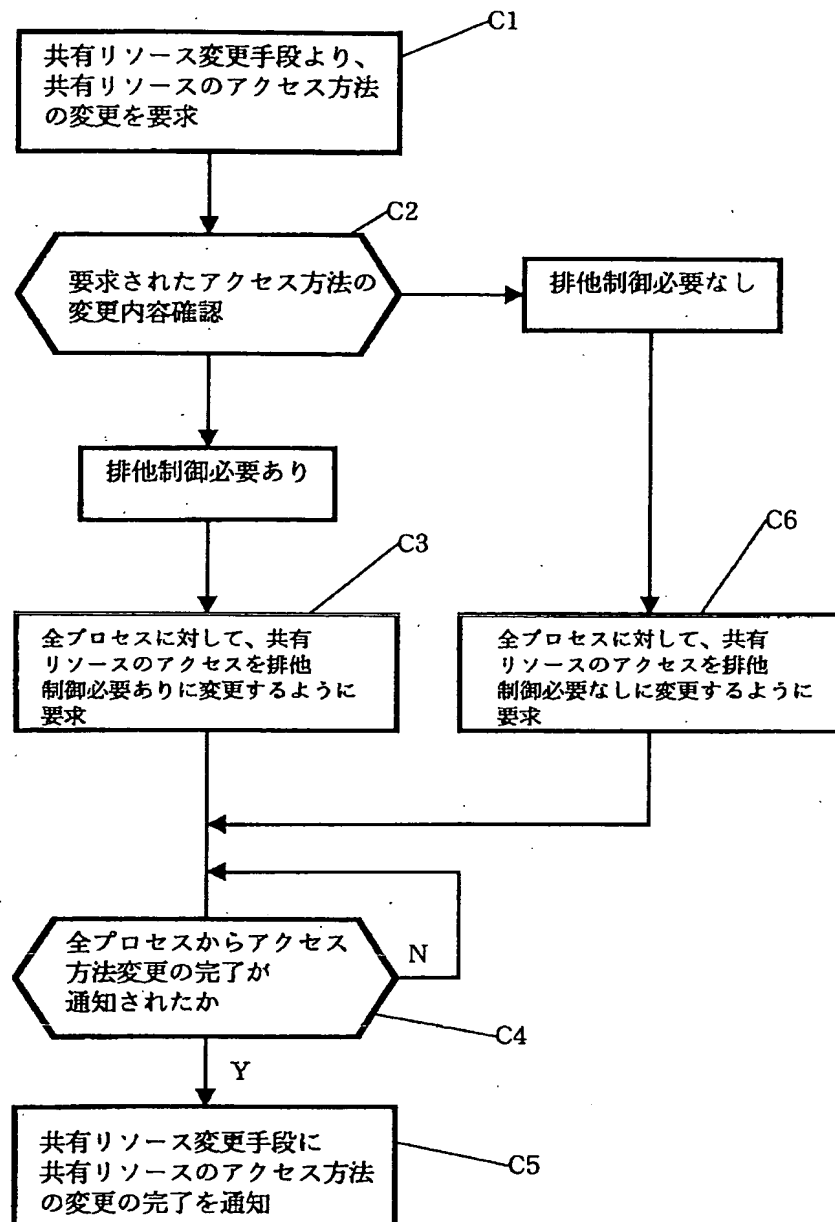 C1
共有リソース変更手段より、
共有リソースのアクセス方法
の変更を要求
C2
要求されたアクセス方法の
変更内容確認
排他制御必要なし
排他制御必要あり
C3
全プロセスに対して、共有
リソースのアクセスを排他
制御必要ありに変更するように
要求
C6
全プロセスに対して、共有
リソースのアクセスを排他
制御必要なしに変更するように
要求
全プロセスからアクセス
方法変更の完了が
通知されたか
N
C4
Y
共有リソース変更手段に
共有リソースのアクセス方法
の変更の完了を通知
C5